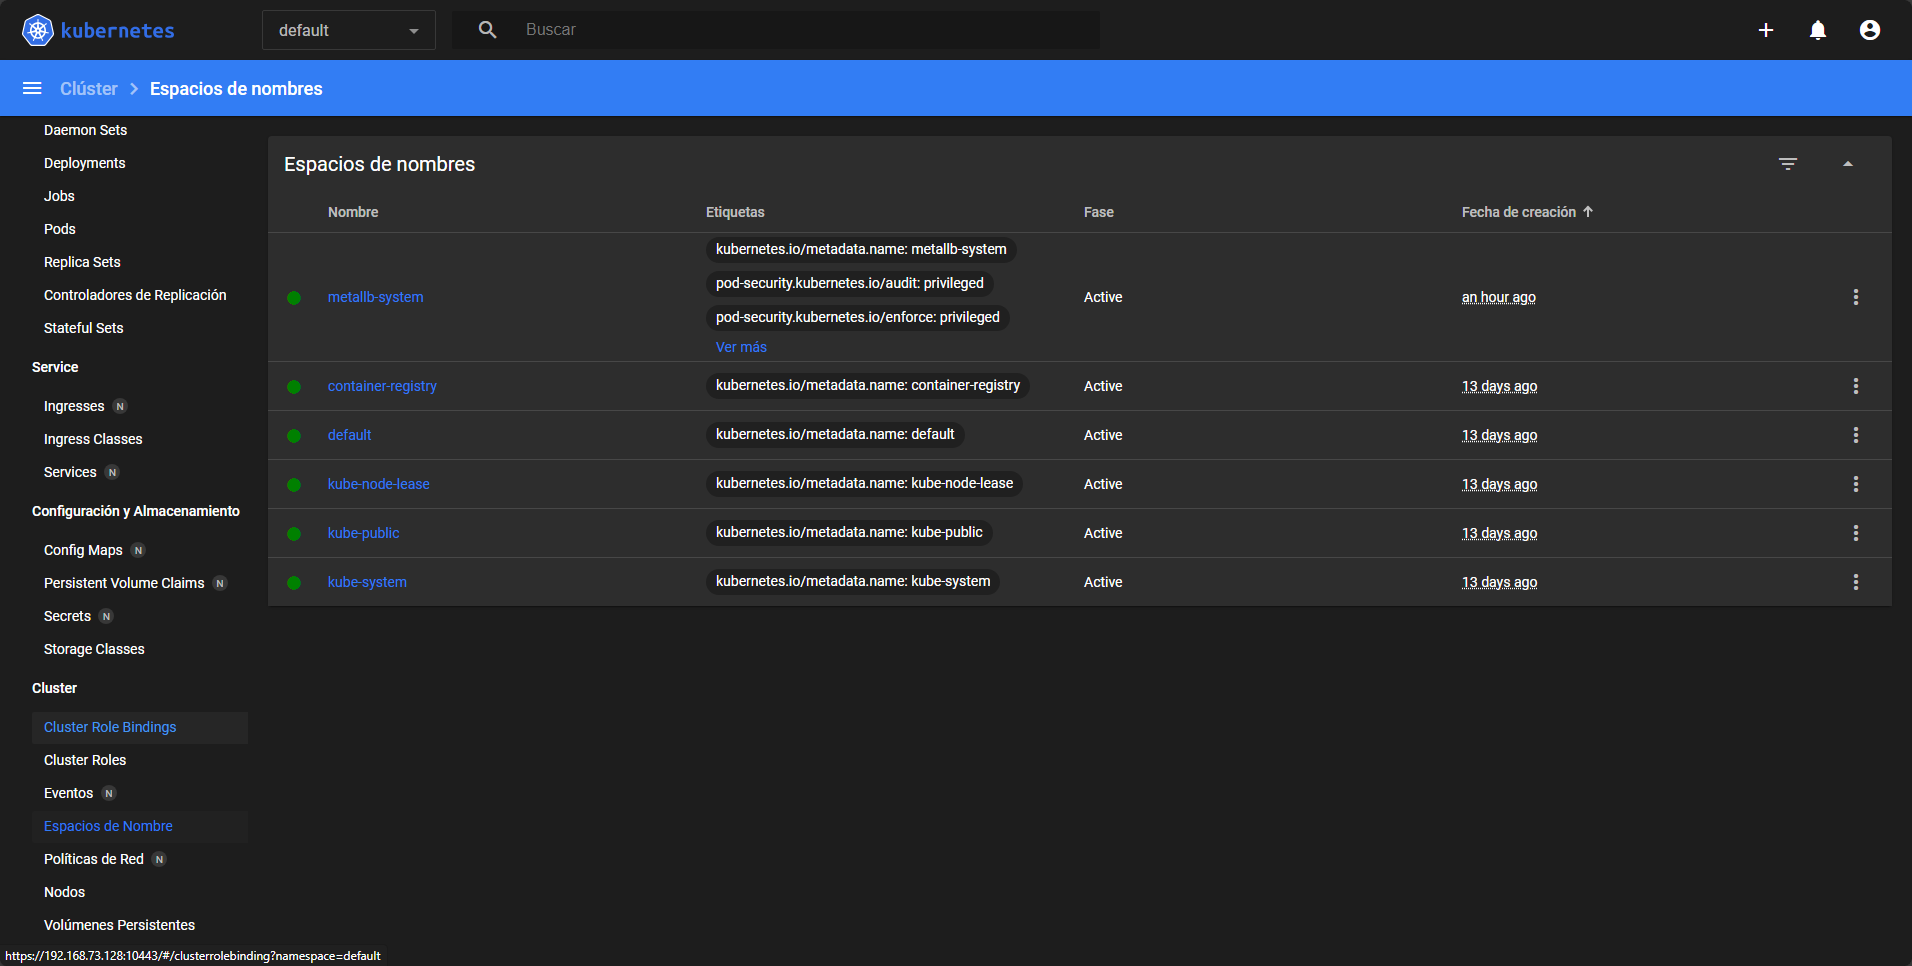 kubernetes
default
Buscar
Clúster
Espacios de nombres
Daemon Sets
Deployments
Jobs
Pods
Replica Sets
Controladores de Replicación
Stateful Sets
Service
Ingresses N
Ingress Classes
Services N
Configuración y Almacenamiento
Config Maps N
Persistent Volume Claims N
Secrets N
Storage Classes
Cluster
Cluster Role Bindings
Cluster Roles
Eventos N
Espacios de Nombre
Políticas de Red N
Nodos
Volúmenes Persistentes
Espacios de nombres
Nombre Etiquetas Fase Fecha de creación
kubernetes.io/metadata.name: metallb-system
pod-security.kubernetes.io/audit: privileged
metallb-system Active an hour ago
pod-security.kubernetes.io/enforce: privileged
Ver más
container-registry kubernetes.io/metadata.name: container-registry Active 13 days ago
default kubernetes.io/metadata.name: default Active 13 days ago
kube-node-lease kubernetes.io/metadata.name: kube-node-lease Active 13 days ago
kube-public kubernetes.io/metadata.name: kube-public Active 13 days ago
kube-system kubernetes.io/metadata.name: kube-system Active 13 days ago
https://192.168.73.128:10443/#/clusterrolebinding?namespace=default